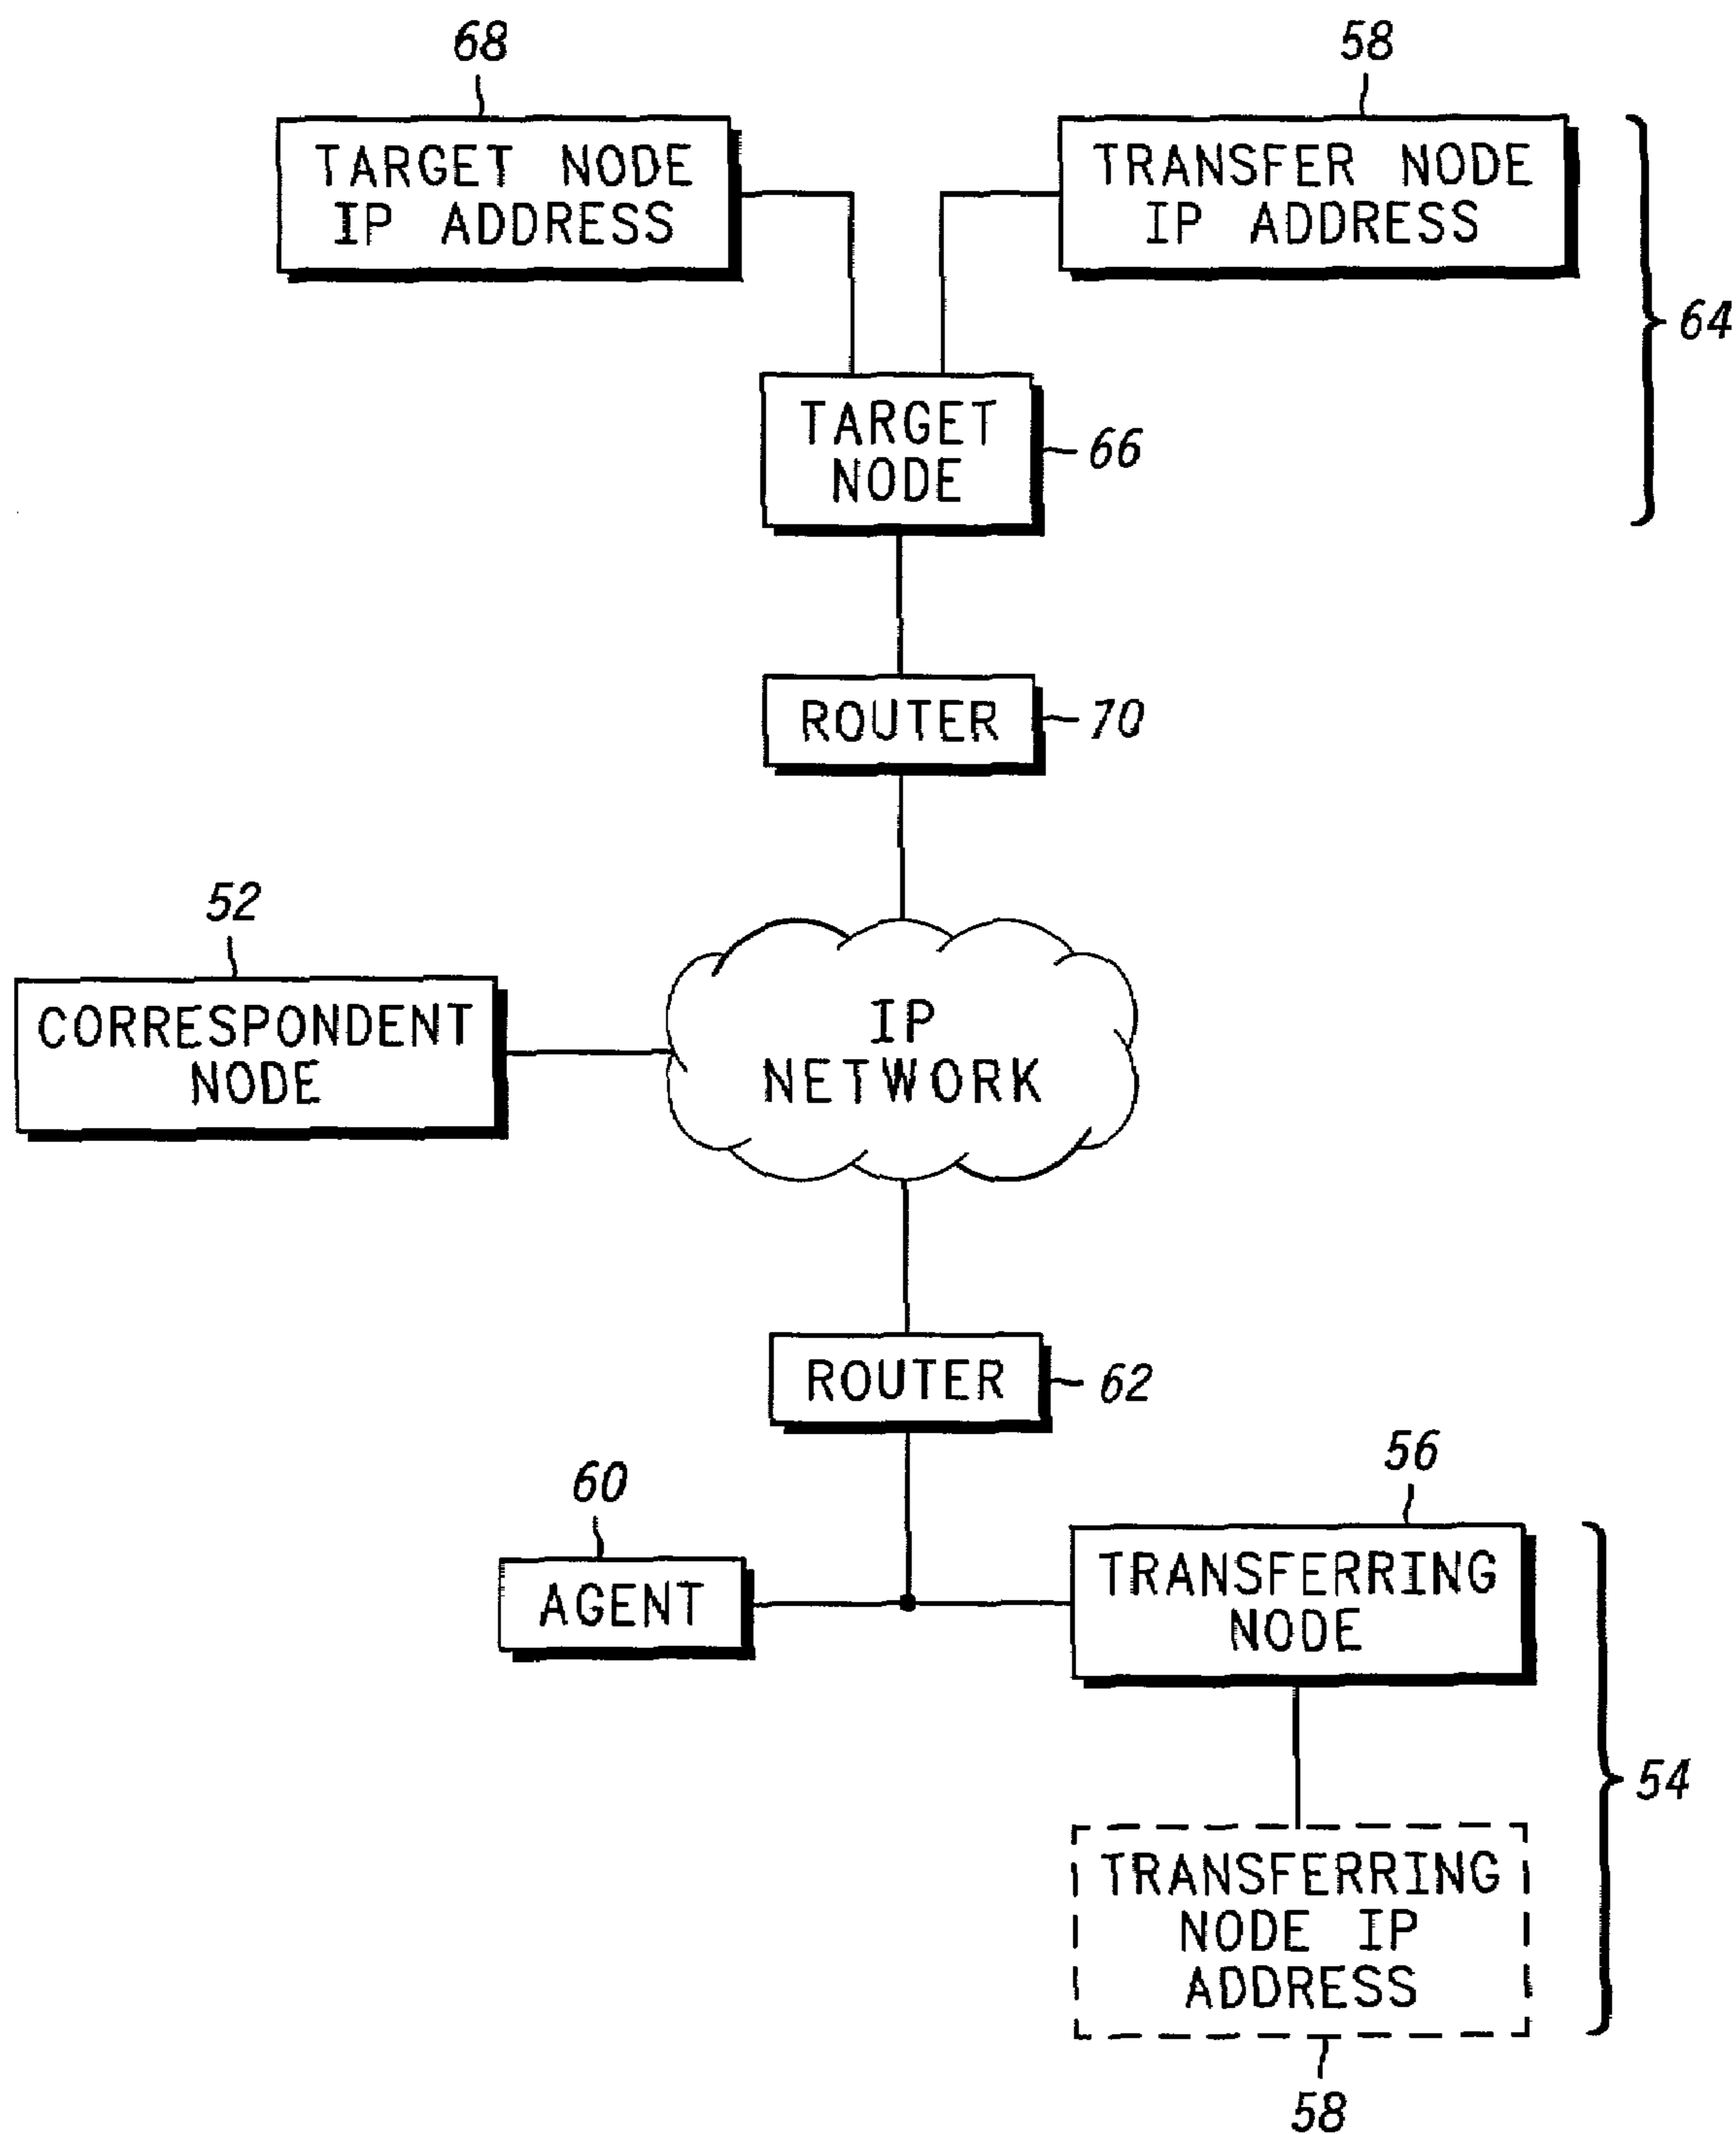 68
58
TARGET NODE
IP ADDRESS
TRANSFER NODE
IP ADDRESS
64
TARGET
NODE
66
ROUTER
70
52
CORRESPONDENT
NODE
IP
NETWORK
ROUTER
62
60
AGENT
56
TRANSFERRING
NODE
54
TRANSFERRING
NODE IP
ADDRESS
58